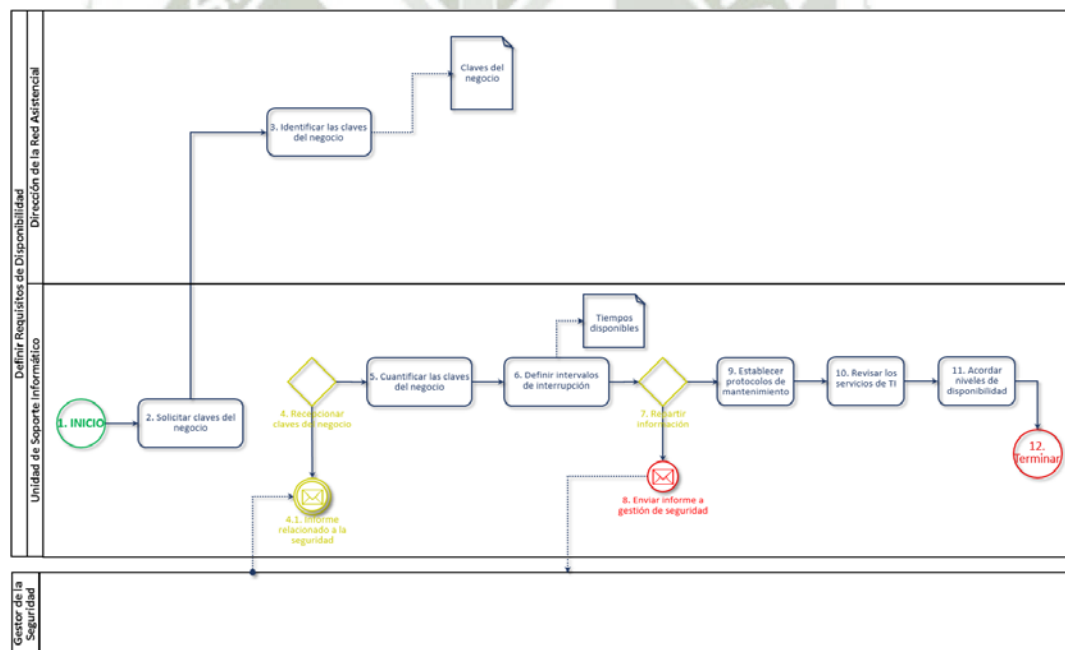 Definir Requisitos de Disponibilidad
Dirección de la Red Asistencial
Claves del
negocio
3. Identificar las claves
del negocio
Unidad de Soporte Informático
1. INICIO
2. Solicitar claves del
negocio
4. Recepcionar
claves del negocio
4.1. Informe
relacionado a la
seguridad
5. Cuantificar las claves
del negocio
6. Definir intervalos
de interrupción
Tiempos
disponibles
7. Repartir
información
8. Enviar informe a
gestión de seguridad
9. Establecer
protocolos de
mantenimiento
10. Revisar los
servicios de TI
11. Acordar
niveles de
disponibilidad
12.
Terminar
Gestor de la
Seguridad